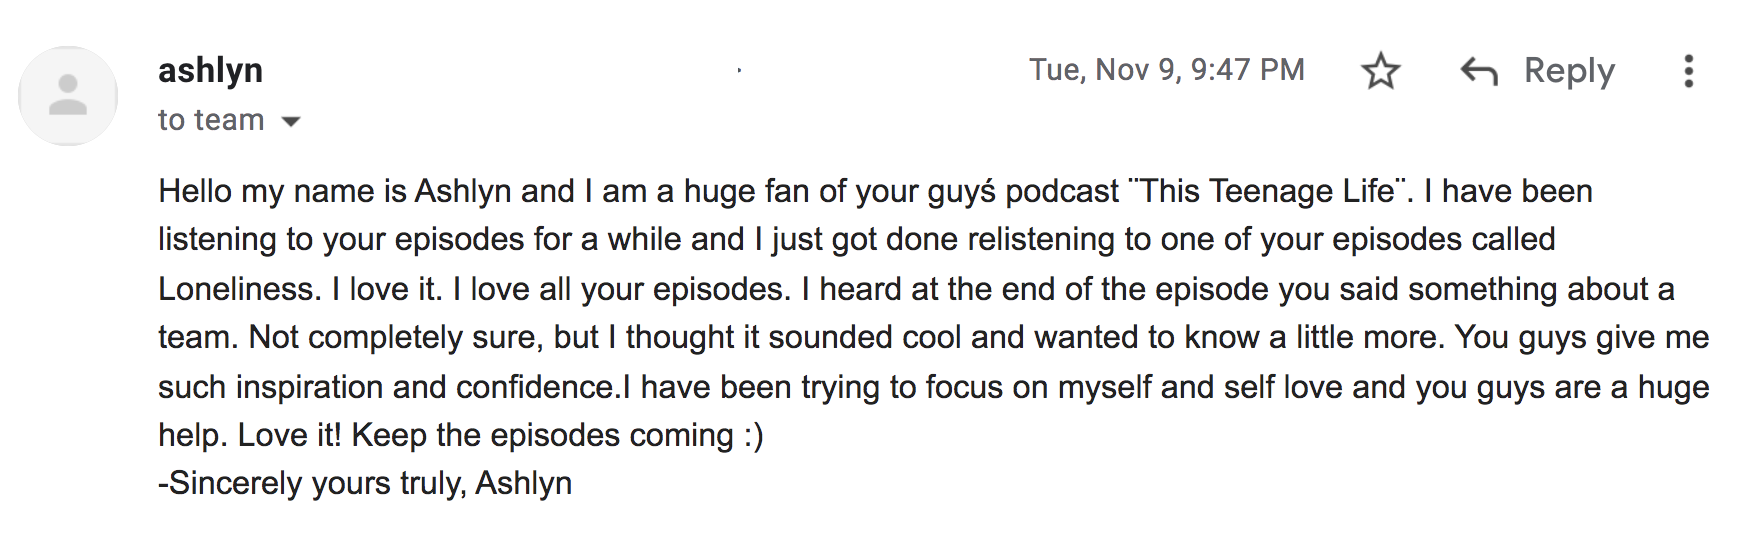 ashlyn
Tue, Nov 9, 9:47 PM
Reply
to team
Hello my name is Ashlyn and I am a huge fan of your guyś podcast ¨This Teenage Life¨. I have been
listening to your episodes for a while and I just got done relistening to one of your episodes called
Loneliness. I love it. I love all your episodes. I heard at the end of the episode you said something about a
team. Not completely sure, but I thought it sounded cool and wanted to know a little more. You guys give me
such inspiration and confidence.I have been trying to focus on myself and self love and you guys are a huge
help. Love it! Keep the episodes coming :)
-Sincerely yours truly, Ashlyn